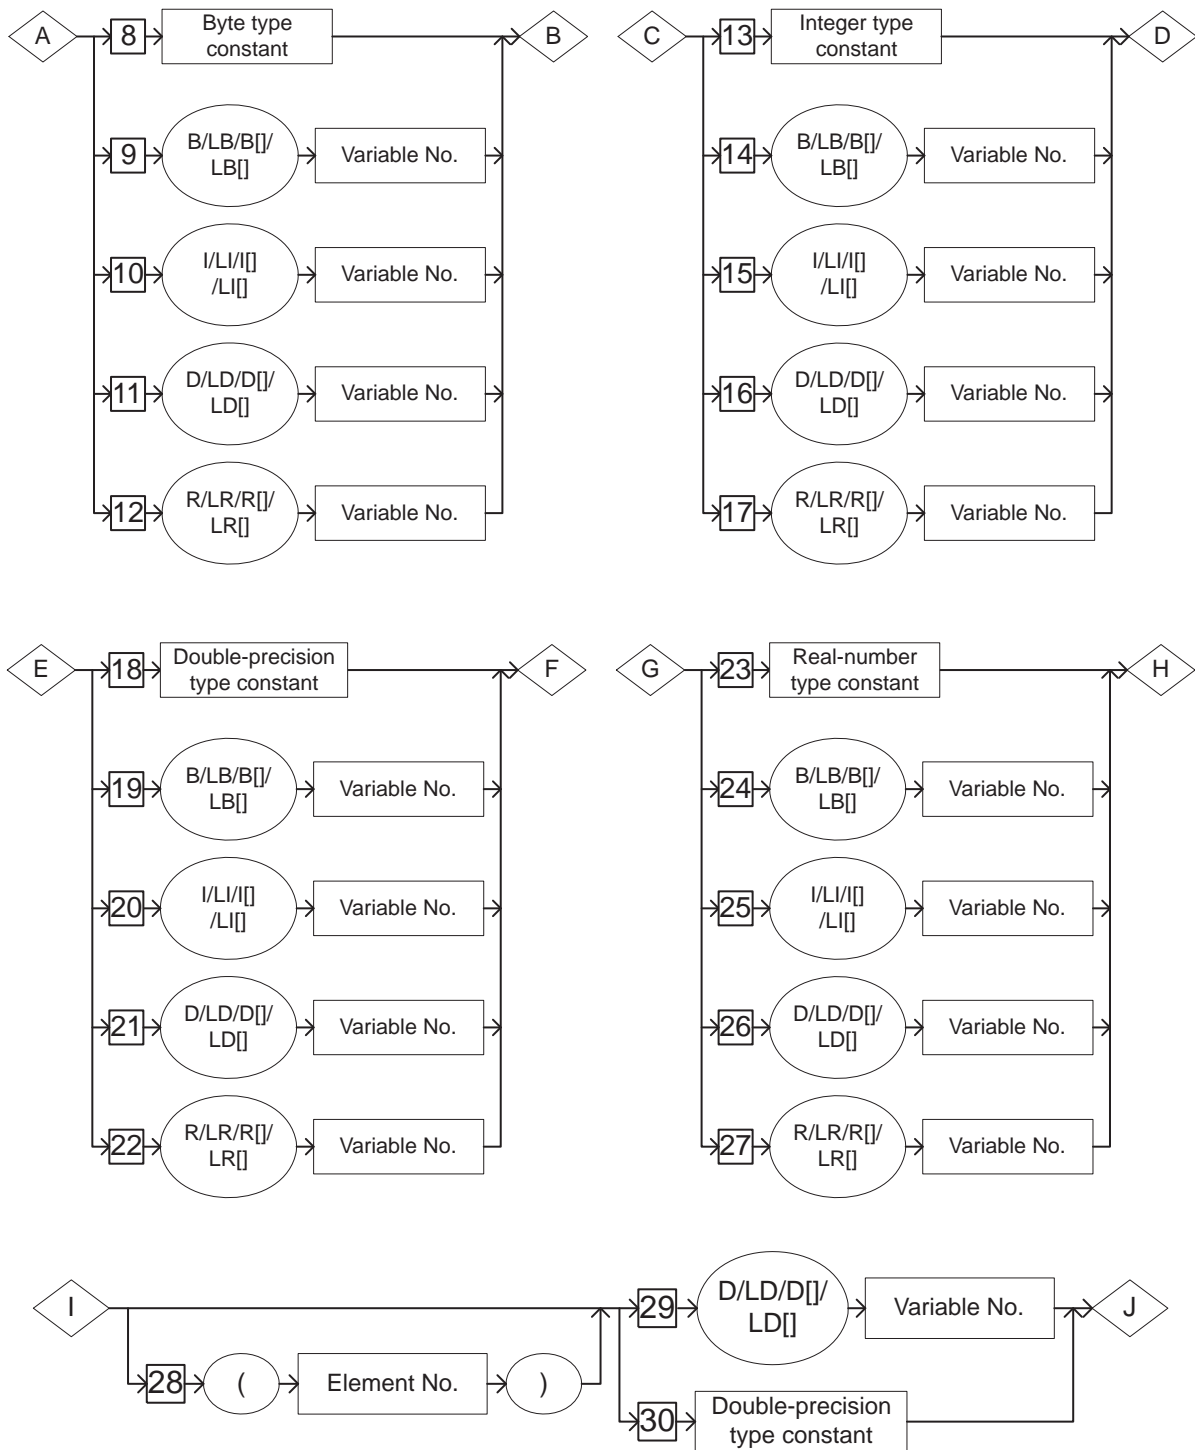 A
8
Byte type
constant
B
9
B/LB/B[]/
LB[]
Variable No.
10
I/LI/I[]
/LI[]
Variable No.
11
D/LD/D[]/
LD[]
Variable No.
12
R/LR/R[]/
LR[]
Variable No.
C
13
Integer type
constant
D
14
B/LB/B[]/
LB[]
Variable No.
15
I/LI/I[]
/LI[]
Variable No.
16
D/LD/D[]/
LD[]
Variable No.
17
R/LR/R[]/
LR[]
Variable No.
E
18
Double-precision
type constant
F
19
B/LB/B[]/
LB[]
Variable No.
20
I/LI/I[]
/LI[]
Variable No.
21
D/LD/D[]/
LD[]
Variable No.
22
R/LR/R[]/
LR[]
Variable No.
G
23
Real-number
type constant
H
24
B/LB/B[]/
LB[]
Variable No.
25
I/LI/I[]
/LI[]
Variable No.
26
D/LD/D[]/
LD[]
Variable No.
27
R/LR/R[]/
LR[]
Variable No.
I
28
(
Element No.
)
29
D/LD/D[]/
LD[]
Variable No.
J
30
Double-precision
type constant